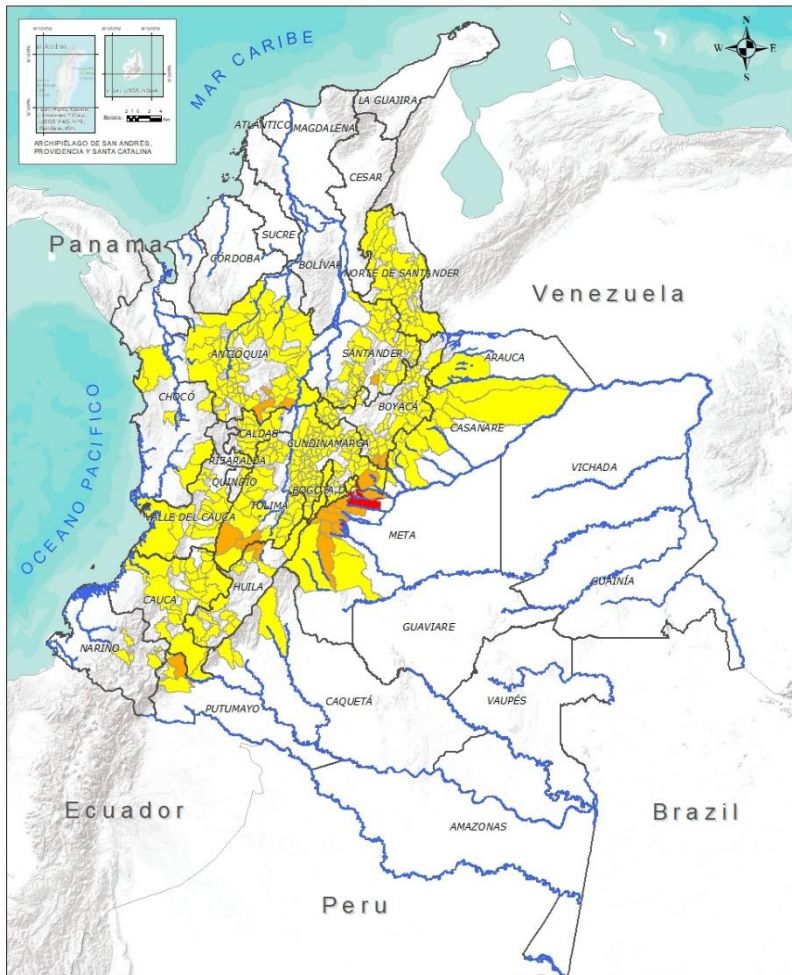 MAR CARIBE
N
W
E
S
ARCHIPIÉLAGO DE SAN ANDRÉS,
PROVIDENCIA Y SANTA CATALINA
LA GUAJIRA
ATLÁNTICO
MAGDALENA
CESAR
Panama
SUCRE
CÓRDOBA
BOLÍVAR
NORTE DE SANTANDER
Venezuela
ANTIOQUIA
SANTANDER
ARAUCA
CHOCÓ
BOYACÁ
CASANARE
CALDAS
CUNDINAMARCA
RISARALDA
VICHADA
OCEANO PACIFICO
QUINDÍO
BOGOTÁ, D.
TOLIMA
VALLE DEL CAUCA
META
GUAINÍA
HUILA
CAUCA
GUAVIARE
NARIÑO
CAQUETÁ
VAUPÉS
PUTUMAYO
Ecuador
Brazil
AMAZONAS
Peru